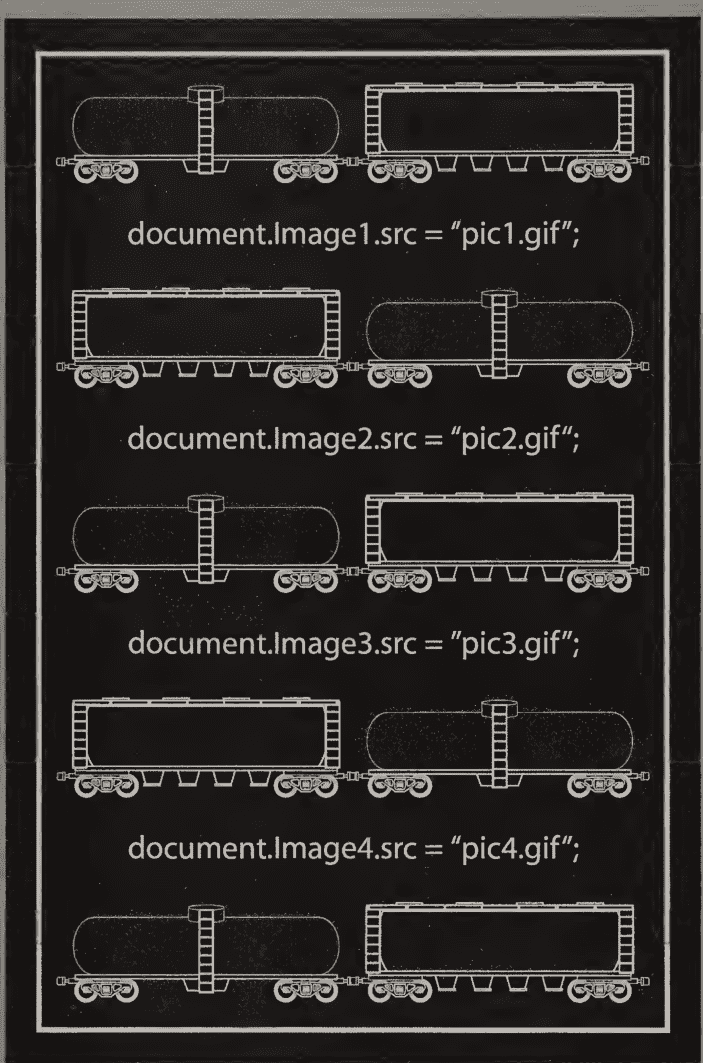 document.Image1.src = “pic1.gif”;
document.Image2.src = “pic2.gif“;
document.Image3.src = “pic3.gif”;
document.Image4.src = “pic4.gif”;